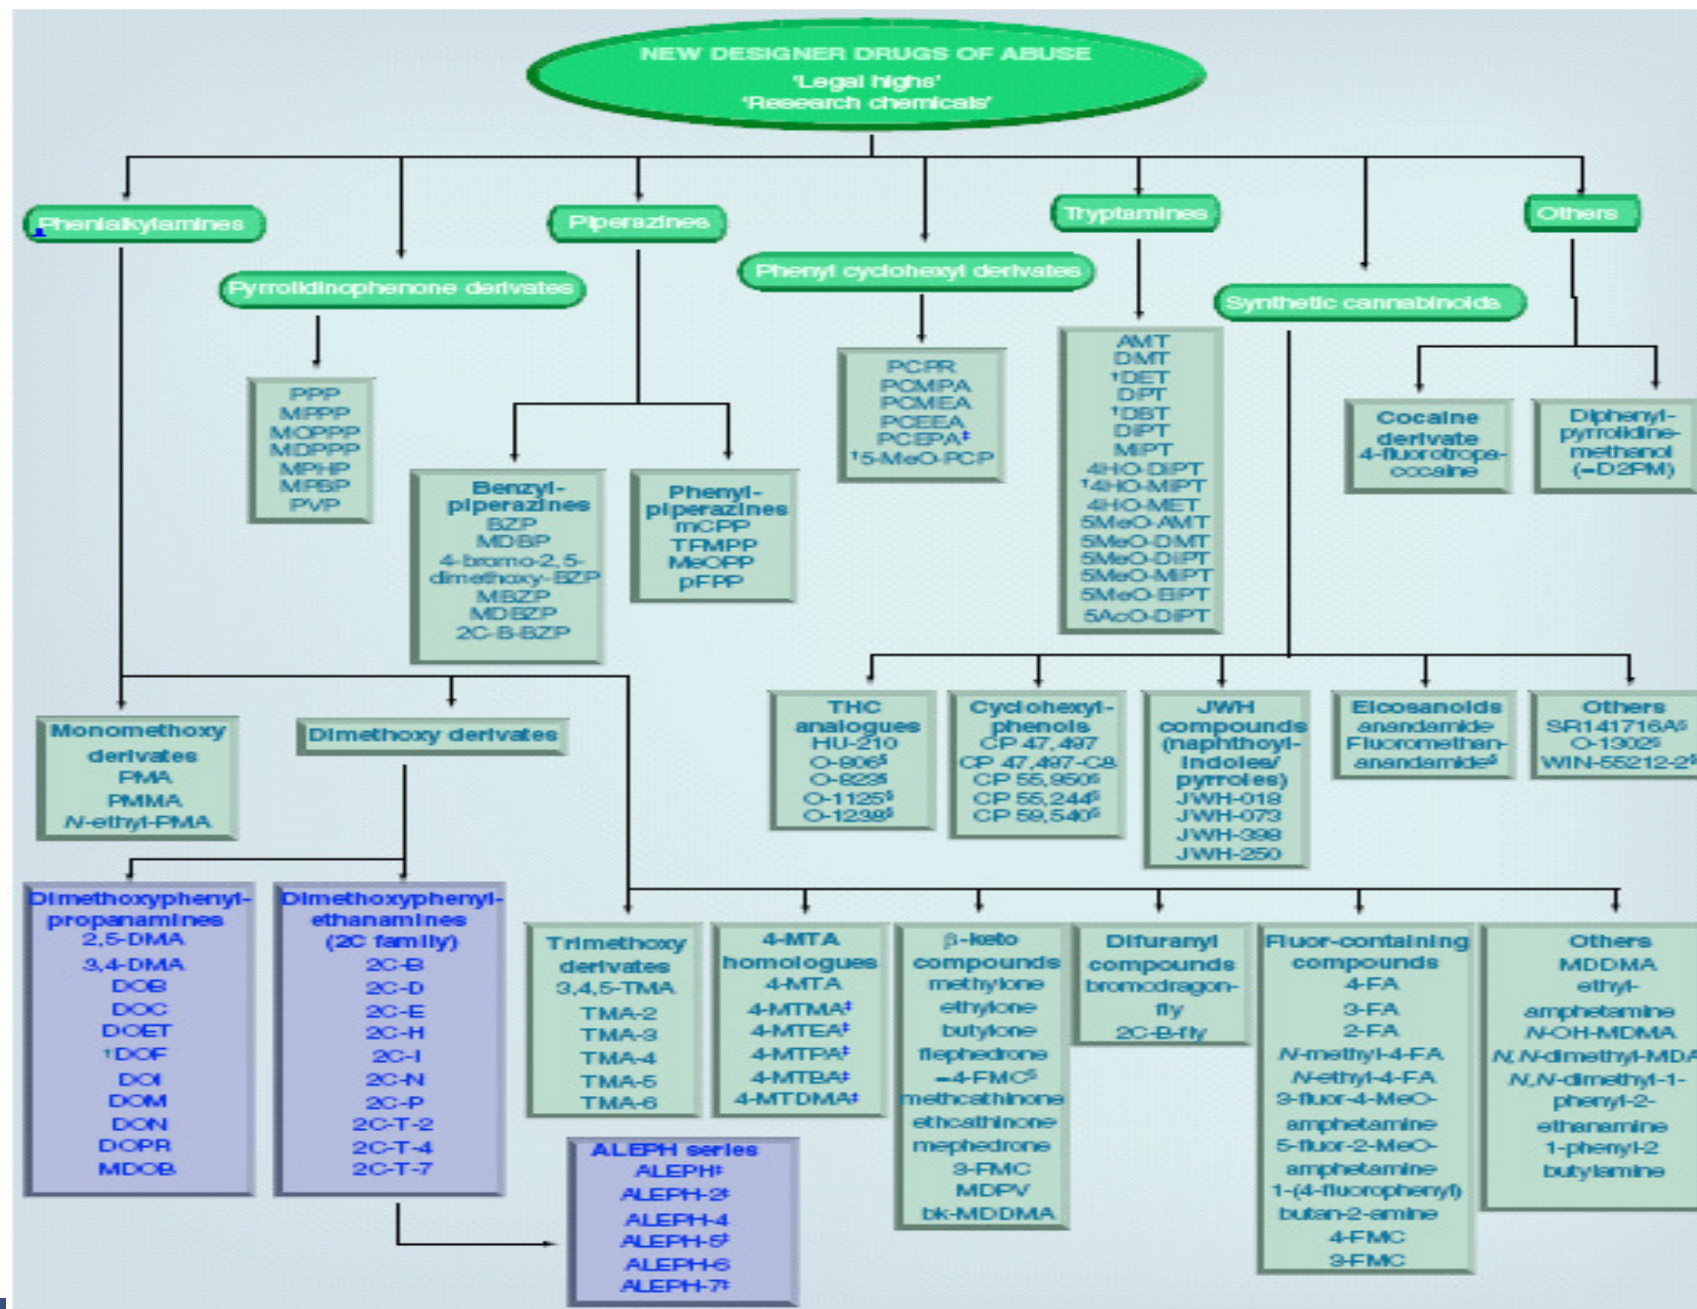 NEW DESIGNER DRUGS OF ABUSE
'Legal highs'
'Research chemicals'
Phenialkylamines
Pyrrolidinophenone derivates
Piperazines
Phenyl cyclohexyl derivates
Tryptamines
Synthetic cannabinoids
Others
PPP
MPPP
MOPPP
MDPPP
MPHP
MPBP
PVP
Benzyl-
piperazines
BZP
MDBP
4-bromo-2,5-
dimethoxy-BZP
MBZP
MDBZP
2C-B-BZP
Phenyl-
piperazines
mCPP
TFMPP
MeOPP
pFPP
PCPR
PCMPA
PCMEA
PCEEA
PCEPA‡
†5-MeO-PCP
AMT
DMT
†DET
DPT
†DBT
DIPT
MIPT
4HO-DIPT
†4HO-MIPT
4HO-MET
5MeO-AMT
5MeO-DMT
5MeO-DIPT
5MeO-MIPT
5MeO-EIPT
5AcO-DIPT
Cocaine
derivate
4-fluorotropa-
cocaine
Diphenyl-
pyrrolidine-
methanol
(=D2PM)
THC
analogues
HU-210
O-806§
O-823§
O-1125§
O-1238§
Cyclohexyl-
phenols
CP 47,497
CP 47,497-C8
CP 55,950§
CP 55,244§
CP 59,540§
JWH
compounds
(naphthoyl-
indoles/
pyrroles)
JWH-018
JWH-073
JWH-398
JWH-250
Eicosanoids
anandamide
Fluoromethan-
anandamide§
Others
SR141716A§
O-1302§
WIN-55212-2§
Monomethoxy
derivates
PMA
PMMA
N-ethyl-PMA
Dimethoxy derivates
Dimethoxyphenyl-
propanamines
2,5-DMA
3,4-DMA
DOB
DOC
DOET
†DOF
DOI
DOM
DON
DOPR
MDOB
Dimethoxyphenyl-
ethanamines
(2C family)
2C-B
2C-D
2C-E
2C-H
2C-I
2C-N
2C-P
2C-T-2
2C-T-4
2C-T-7
ALEPH series
ALEPH‡
ALEPH-2‡
ALEPH-4
ALEPH-5‡
ALEPH-6
ALEPH-7‡
Trimethoxy
derivates
3,4,5-TMA
TMA-2
TMA-3
TMA-4
TMA-5
TMA-6
4-MTA
homologues
4-MTA
4-MTMA‡
4-MTEA‡
4-MTPA‡
4-MTBA‡
4-MTDMA‡
β-keto
compounds
methylone
ethylone
butylone
flephedrone
=4-FMC§
methcathinone
ethcathinone
mephedrone
3-FMC
MDPV
bk-MDDMA
Difuranyl
compounds
bromodragon-
fly
2C-B-fly
Fluor-containing
compounds
4-FA
3-FA
2-FA
N-methyl-4-FA
N-ethyl-4-FA
3-fluor-4-MeO-
amphetamine
5-fluor-2-MeO-
amphetamine
1-(4-fluorophenyl)
butan-2-amine
4-FMC
3-FMC
Others
MDDMA
ethyl-
amphetamine
N-OH-MDMA
N,N-dimethyl-MDA
N,N-dimethyl-1-
phenyl-2-
ethanamine
1-phenyl-2
butylamine